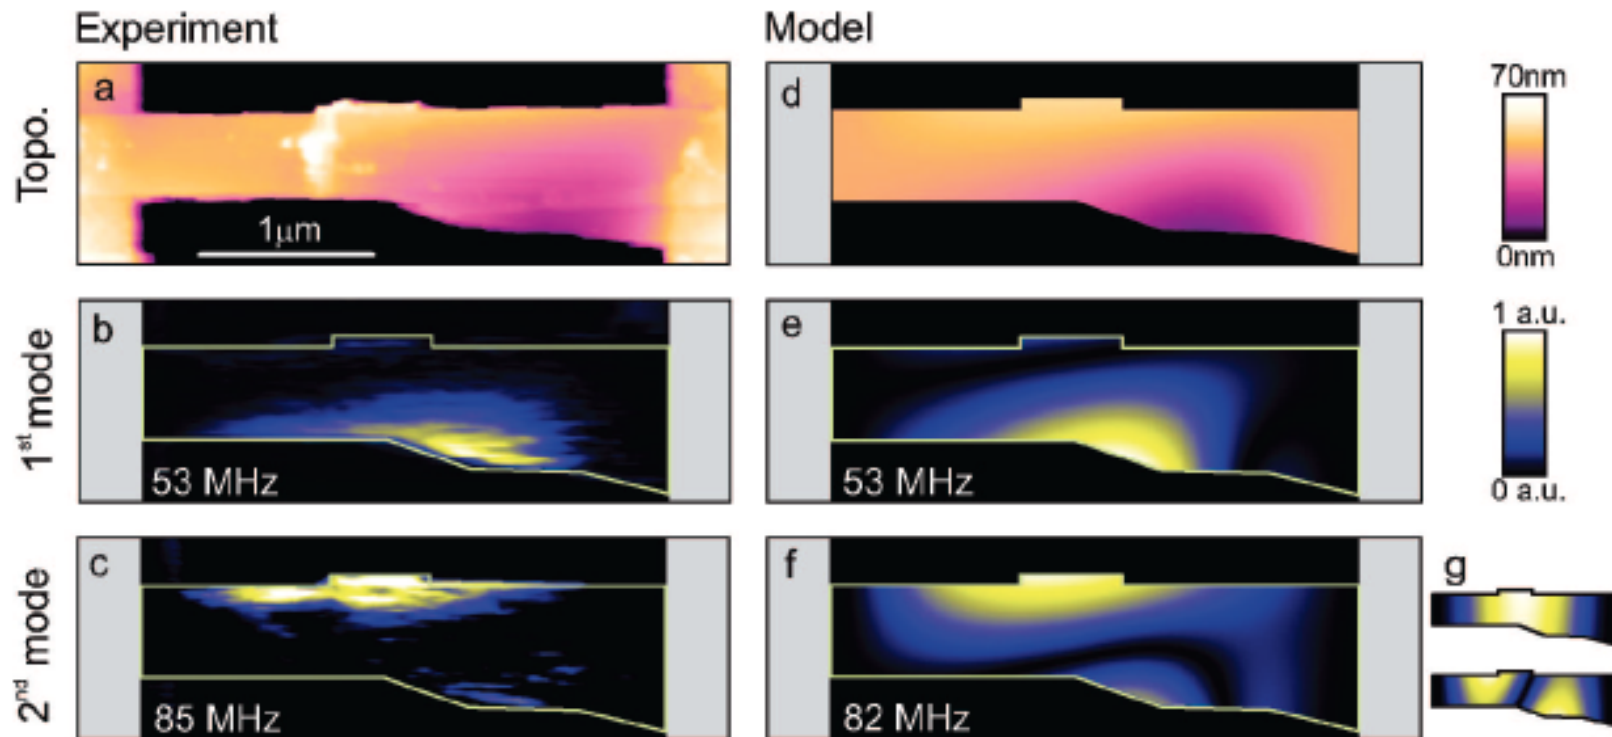 Experiment
Model
Topo.
a
1μm
d
70nm
0nm
1st mode
b
53 MHz
e
53 MHz
1 a.u.
0 a.u.
2nd mode
c
85 MHz
f
82 MHz
g